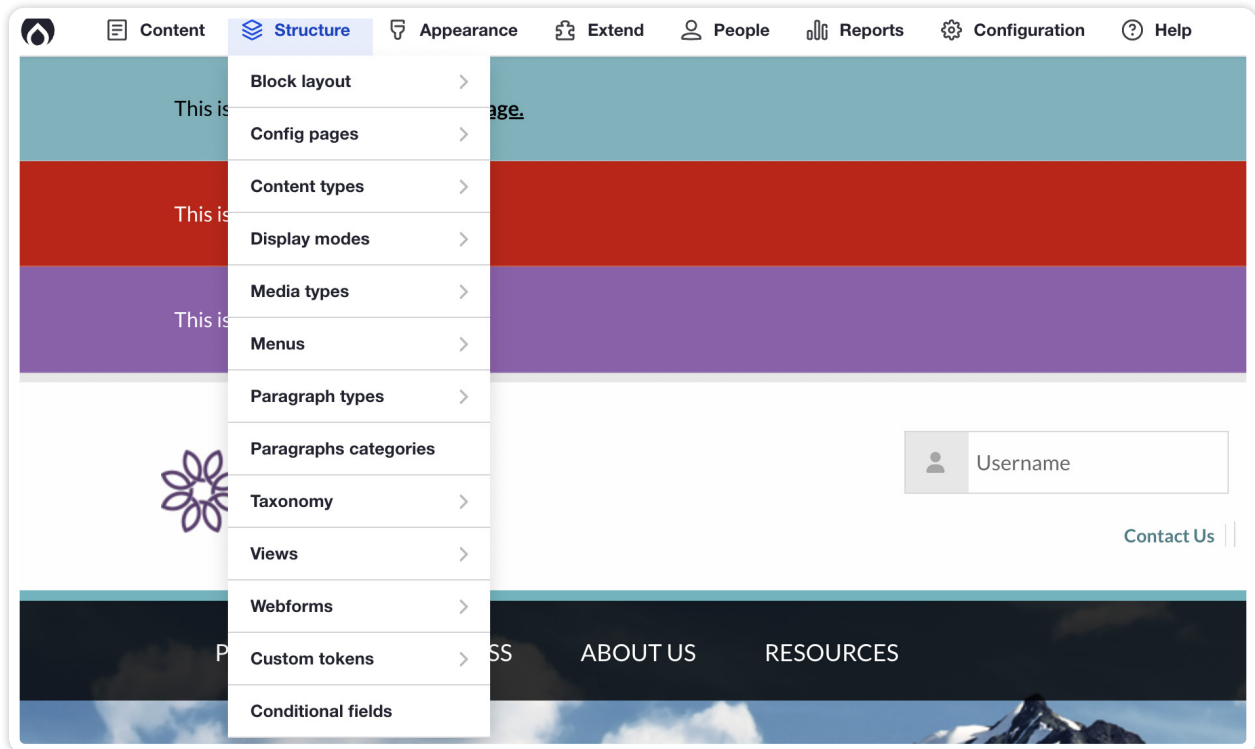 Content Structure Appearance Extend People Reports Configuration Help
Block layout
This is
age.
Config pages
Content types
This is
Display modes
Media types
This is
Menus
Paragraph types
Paragraphs categories
Username
Taxonomy
Contact Us
Views
Webforms
P
SS ABOUT US RESOURCES
Custom tokens
Conditional fields